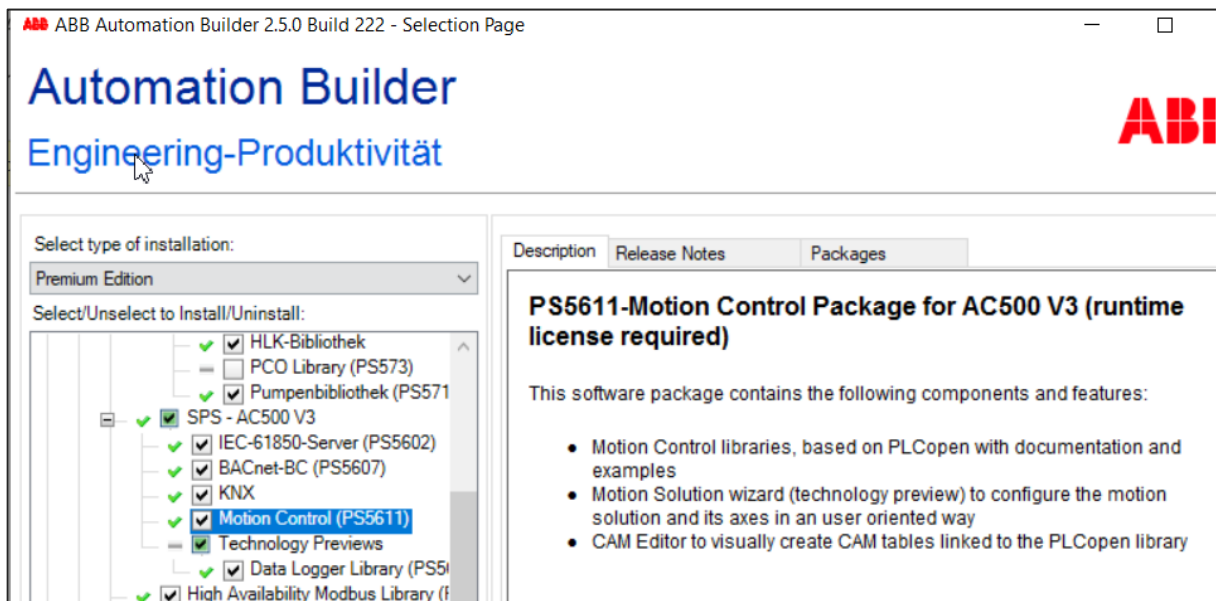 ABB ABB Automation Builder 2.5.0 Build 222 - Selection Page
Automation Builder
ABB
Engineering-Produktivität
Select type of installation:
Premium Edition
Select/Unselect to Install/Uninstall:
HLK-Bibliothek
PCO Library (PS573)
Pumpenbibliothek (PS571
SPS - AC500 V3
IEC-61850-Server (PS5602)
BACnet-BC (PS5607)
KNX
Motion Control (PS5611)
Technology Previews
Data Logger Library (PS5
High Availability Modbus Library (
Description
Release Notes
Packages
PS5611-Motion Control Package for AC500 V3 (runtime
license required)
This software package contains the following components and features:
• Motion Control libraries, based on PLCopen with documentation and
examples
• Motion Solution wizard (technology preview) to configure the motion
solution and its axes in an user oriented way
• CAM Editor to visually create CAM tables linked to the PLCopen library